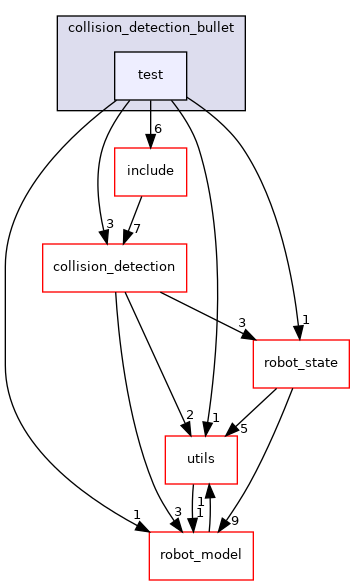 collision_detection_bullet
test
6
include
3
7
collision_detection
3
1
robot_state
2
1
5
utils
1
1
3
9
1
robot_model